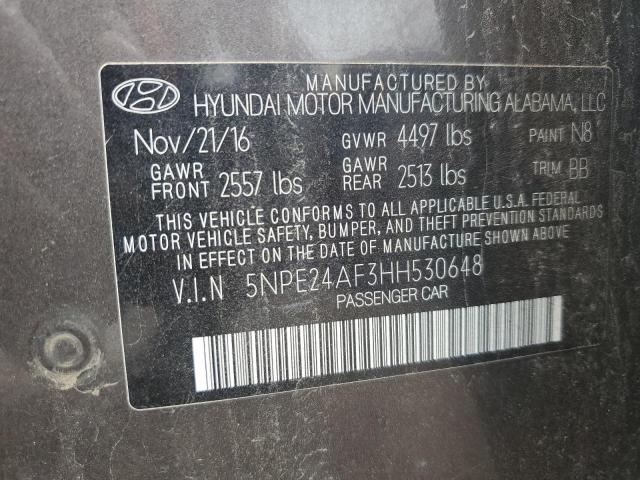 MANUFACTURED BY
HYUNDAI MOTOR MANUFACTURING ALABAMA, LLC
Nov/21/16 GVWR 4497 lbs PAINT N8
GAWR FRONT 2557 lbs GAWR REAR 2513 lbs TRIM BB
THIS VEHICLE CONFORMS TO ALL APPLICABLE U.S.A. FEDERAL
MOTOR VEHICLE SAFETY, BUMPER, AND THEFT PREVENTION STANDARDS
IN EFFECT ON THE DATE OF MANUFACTURE SHOWN ABOVE
V.I.N 5NPE24AF3HH530648
PASSENGER CAR